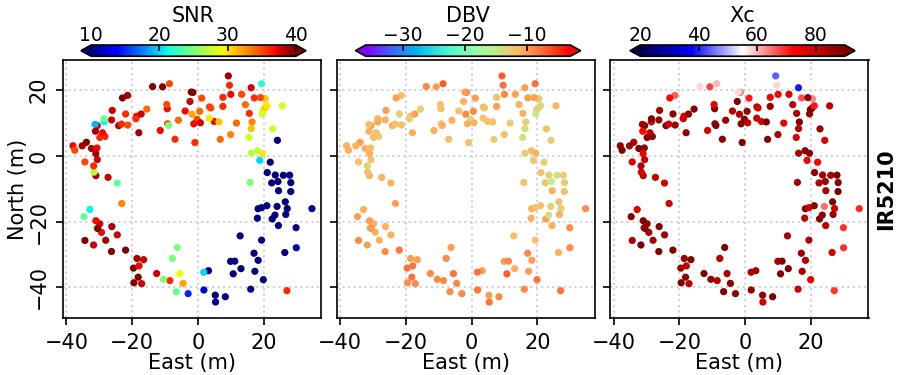 SNR DBV Xc
10 20 30 40 −30 −20 −10 20 40 60 80
20
0
−20
−40
North (m)
−40 −20 0 20 −40 −20 0 20 −40 −20 0 20
East (m) East (m) East (m)
IR5210